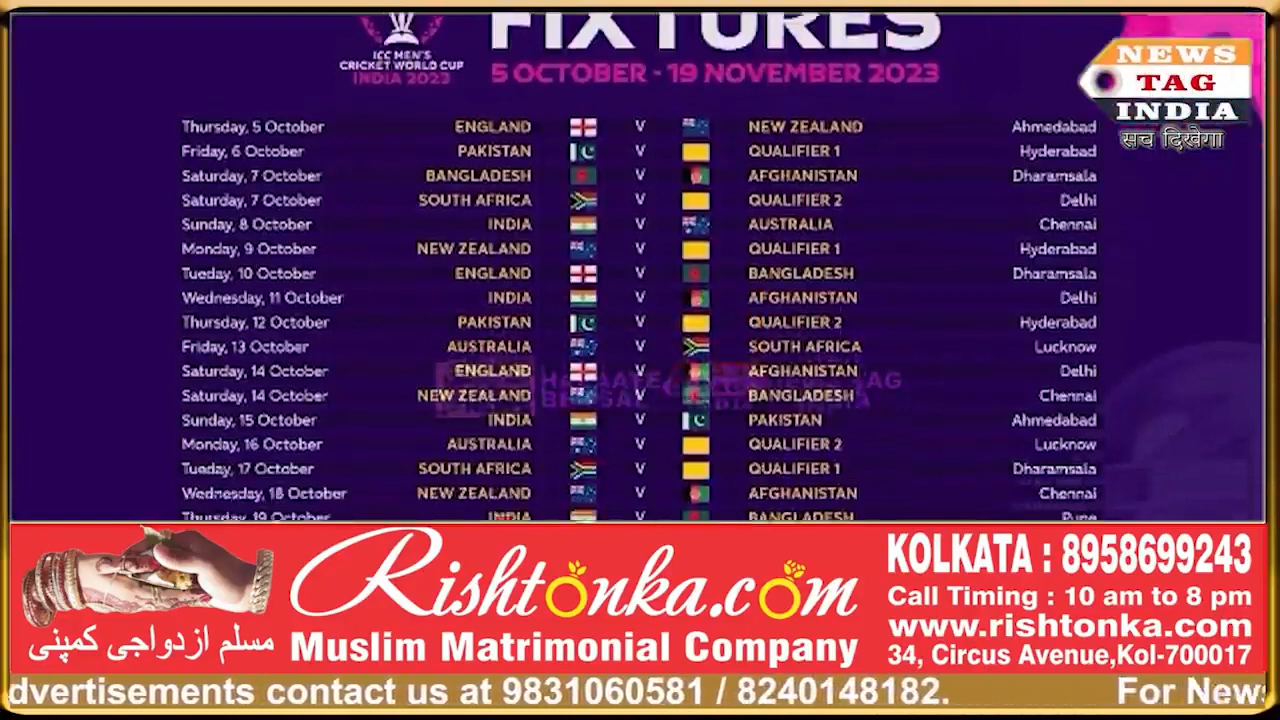 FIXTURES
ICC MEN'S
CRICKET WORLD CUP
INDIA 2023
5 OCTOBER - 19 NOVEMBER 2023
NEWS
TAG
INDIA
सच दिखेगा
Thursday, 5 October ENGLAND V NEW ZEALAND Ahmedabad
Friday, 6 October PAKISTAN V QUALIFIER 1 Hyderabad
Saturday, 7 October BANGLADESH V AFGHANISTAN Dharamsala
Saturday, 7 October SOUTH AFRICA V QUALIFIER 2 Delhi
Sunday, 8 October INDIA V AUSTRALIA Chennai
Monday, 9 October NEW ZEALAND V QUALIFIER 1 Hyderabad
Tueday, 10 October ENGLAND V BANGLADESH Dharamsala
Wednesday, 11 October INDIA V AFGHANISTAN Delhi
Thursday, 12 October PAKISTAN V QUALIFIER 2 Hyderabad
Friday, 13 October AUSTRALIA V SOUTH AFRICA Lucknow
Saturday, 14 October ENGLAND V AFGHANISTAN Delhi
Saturday, 14 October NEW ZEALAND V BANGLADESH Chennai
Sunday, 15 October INDIA V PAKISTAN Ahmedabad
Monday, 16 October AUSTRALIA V QUALIFIER 2 Lucknow
Tueday, 17 October SOUTH AFRICA V QUALIFIER 1 Dharamsala
Wednesday, 18 October NEW ZEALAND V AFGHANISTAN Chennai
Thursday, 19 October INDIA BANGLADESH Pune
Rishtonka.com
مسلم ازدواجی کمپنی
Muslim Matrimonial Company
KOLKATA : 8958699243
Call Timing : 10 am to 8 pm
www.rishtonka.com
34, Circus Avenue,Kol-700017
dvertisements contact us at 9831060581 / 8240148182. For News